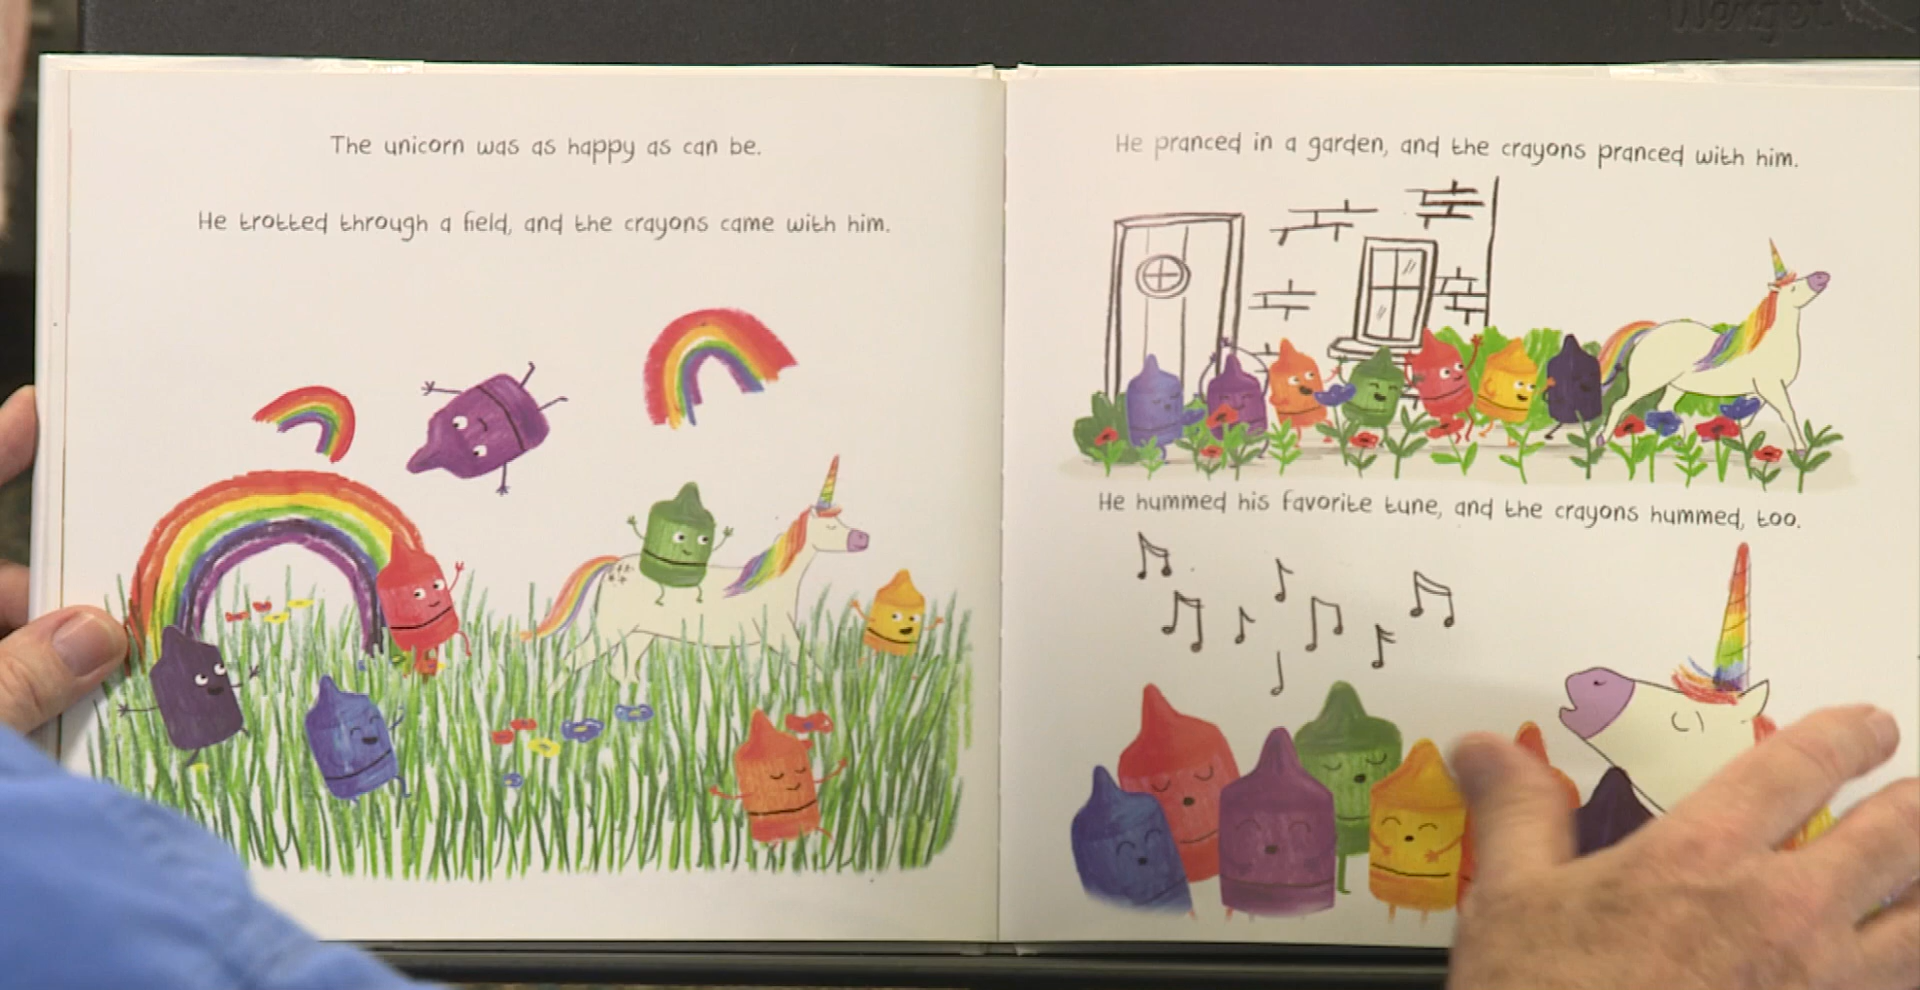 The unicorn was as happy as can be.
He trotted through a field, and the crayons came with him.
He pranced in a garden, and the crayons pranced with him.
He hummed his favorite tune, and the crayons hummed, too.
Wenger